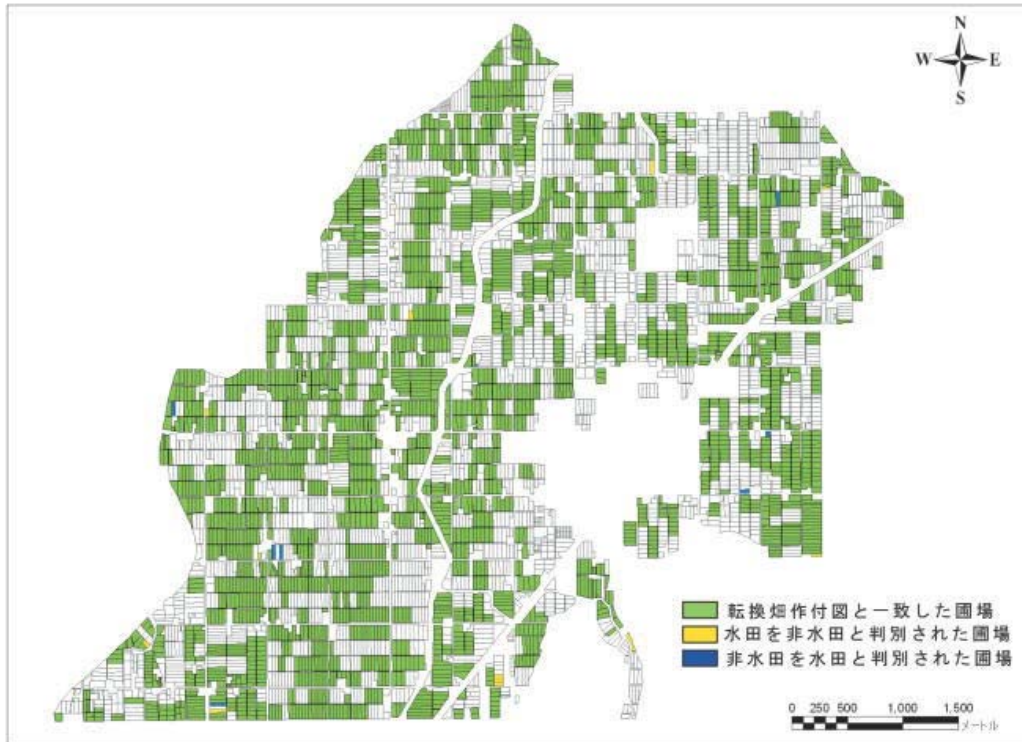 N
W E
S
転換畑作付図と一致した圃場
水田を非水田と判別された圃場
非水田を水田と判別された圃場
0 250 500 1,000 1,500
メートル